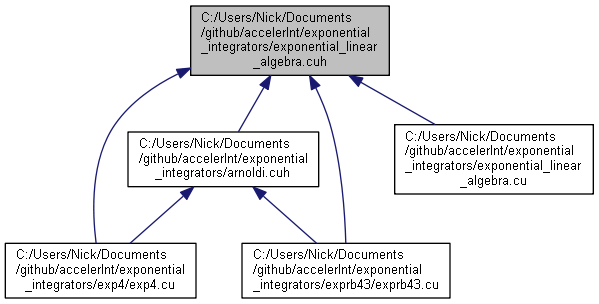 C:/Users/Nick/Documents
/github/accelerInt/exponential
_integrators/exponential_linear
_algebra.cuh
C:/Users/Nick/Documents
/github/accelerInt/exponential
_integrators/arnoldi.cuh
C:/Users/Nick/Documents
/github/accelerInt/exponential
_integrators/exponential_linear
_algebra.cu
C:/Users/Nick/Documents
/github/accelerInt/exponential
_integrators/exp4/exp4.cu
C:/Users/Nick/Documents
/github/accelerInt/exponential
_integrators/exprb43/exprb43.cu